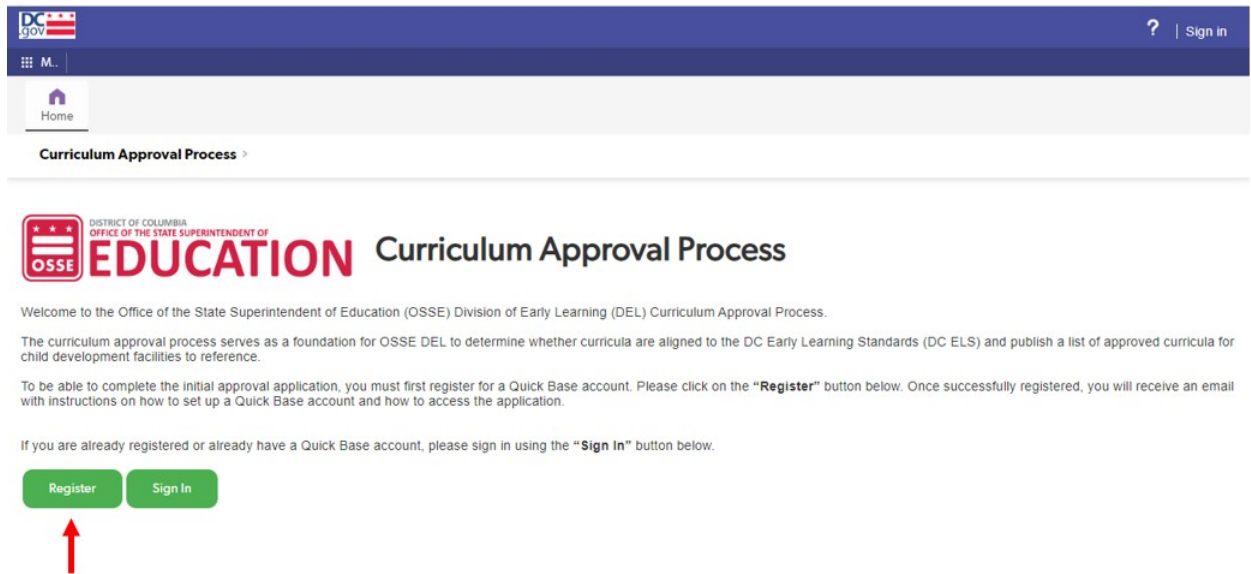 DC
.gov
? | Sign in
M..
Home
Curriculum Approval Process >
DISTRICT OF COLUMBIA
OFFICE OF THE STATE SUPERINTENDENT OF
OSSE EDUCATION Curriculum Approval Process
Welcome to the Office of the State Superintendent of Education (OSSE) Division of Early Learning (DEL) Curriculum Approval Process.
The curriculum approval process serves as a foundation for OSSE DEL to determine whether curricula are aligned to the DC Early Learning Standards (DC ELS) and publish a list of approved curricula for
child development facilities to reference.
To be able to complete the initial approval application, you must first register for a Quick Base account. Please click on the “Register” button below. Once successfully registered, you will receive an email
with instructions on how to set up a Quick Base account and how to access the application.
If you are already registered or already have a Quick Base account, please sign in using the “Sign In” button below.
Register Sign In